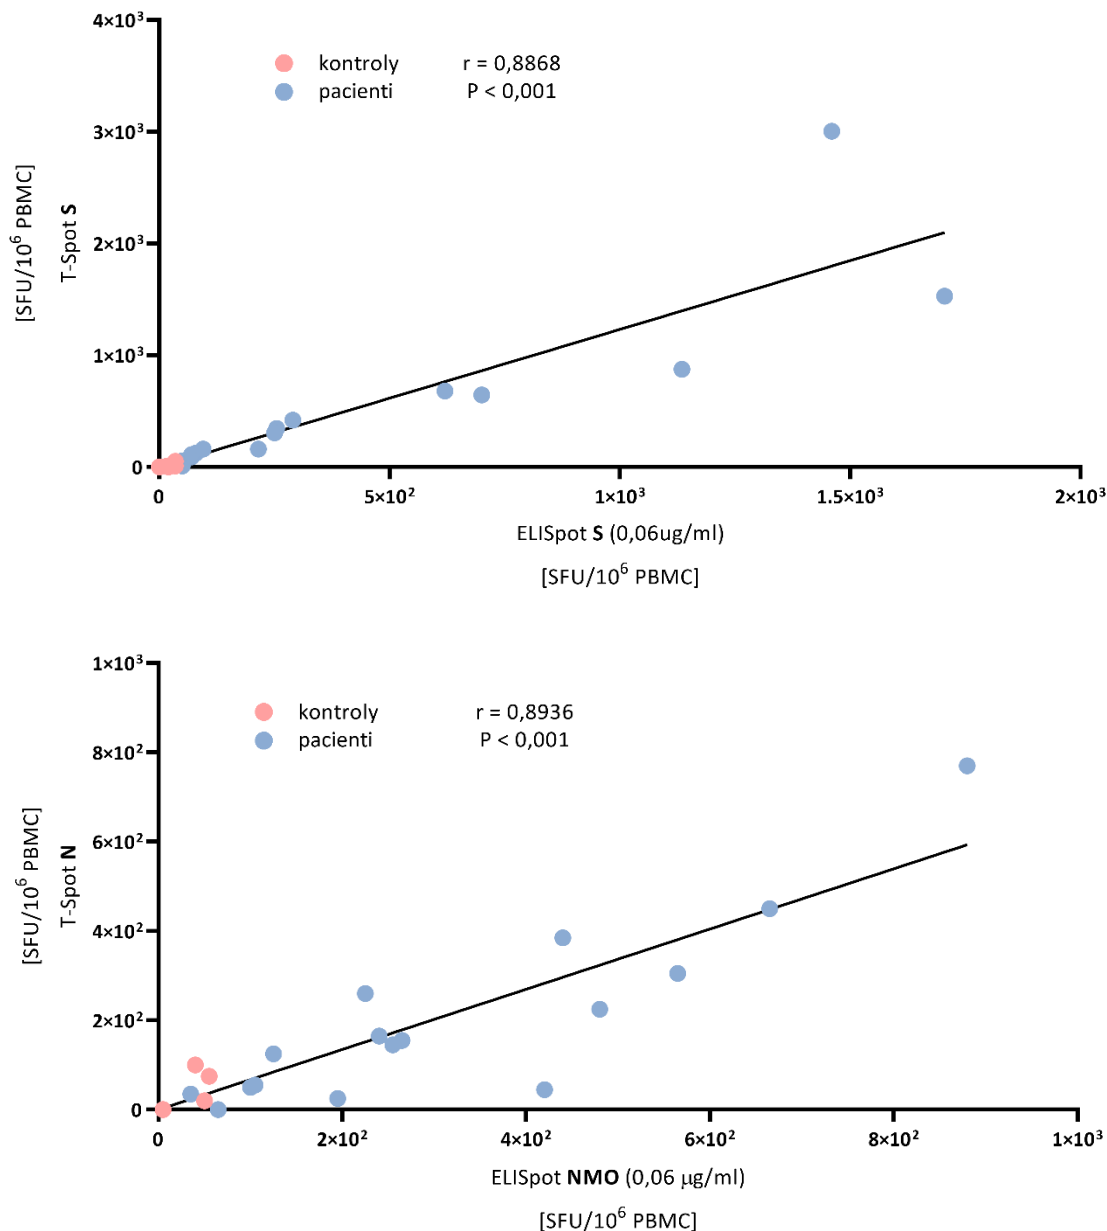 4×10³
kontroly r = 0,8868
pacienti P < 0,001
3×10³
[SFU/10⁶ PBMC]
T-Spot S
2×10³
1×10³
0
0 5×10² 1×10³ 1.5×10³ 2×10³
ELISpot S (0,06ug/ml)
[SFU/10⁶ PBMC]
1×10³
kontroly r = 0,8936
pacienti P < 0,001
8×10²
[SFU/10⁶ PBMC]
T-Spot N
6×10²
4×10²
2×10²
0
0 2×10² 4×10² 6×10² 8×10² 1×10³
ELISpot NMO (0,06 µg/ml)
[SFU/10⁶ PBMC]